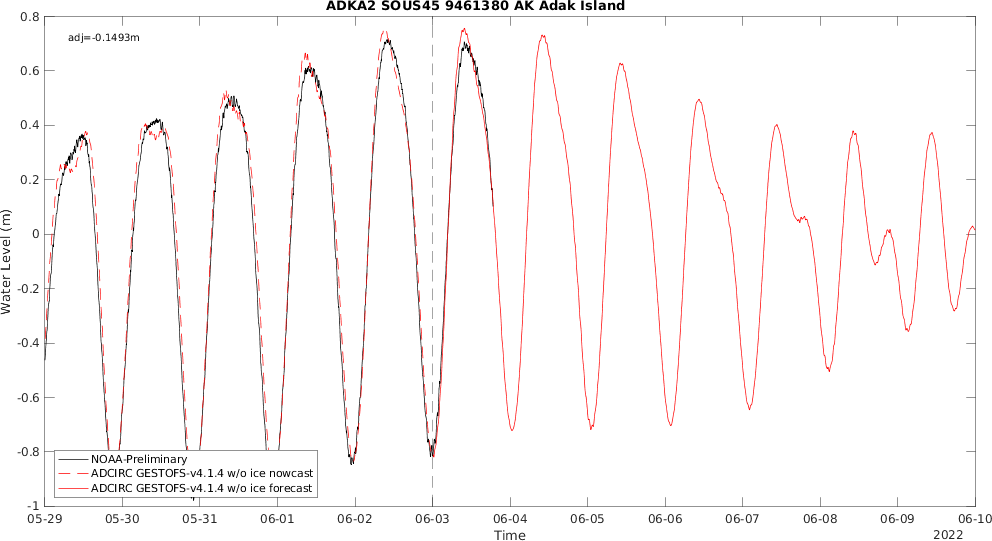 ADKA2 SOUS45 9461380 AK Adak Island
adj=-0.1493m
Water Level (m)
0.8
0.6
0.4
0.2
0
-0.2
-0.4
-0.6
-0.8
-1
NOAA-Preliminary
ADCIRC GESTOFS-v4.1.4 w/o ice nowcast
ADCIRC GESTOFS-v4.1.4 w/o ice forecast
05-29 05-30 05-31 06-01 06-02 06-03 06-04 06-05 06-06 06-07 06-08 06-09 06-10
Time
2022